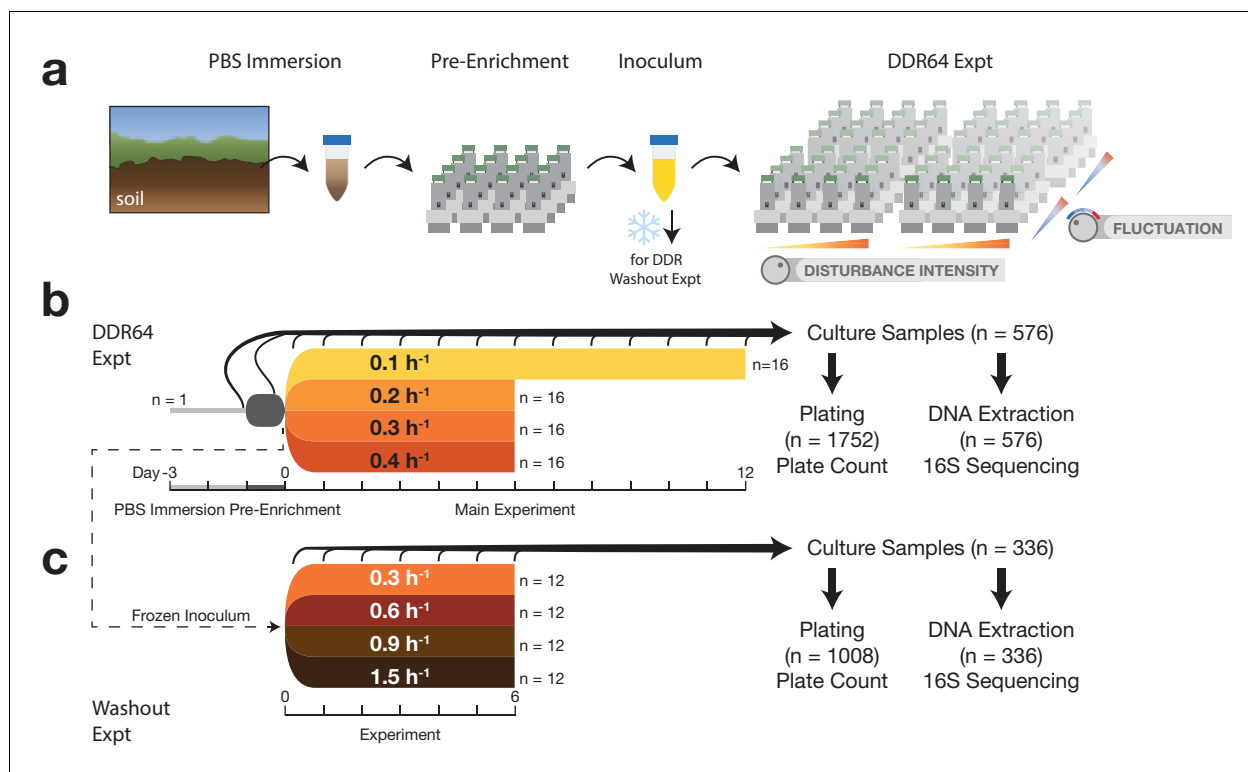 a
PBS Immersion
Pre-Enrichment
Inoculum
DDR64 Expt
soil
for DDR
Washout Expt
FLUCTUATION
DISTURBANCE INTENSITY
b
DDR64
Expt
0.1 h⁻¹
n=16
0.2 h⁻¹
n = 16
n = 1
0.3 h⁻¹
n = 16
0.4 h⁻¹
n = 16
Day -3
0
12
PBS Immersion Pre-Enrichment
Main Experiment
Culture Samples (n = 576)
Plating
(n = 1752)
Plate Count
DNA Extraction
(n = 576)
16S Sequencing
c
Frozen Inoculum
0.3 h⁻¹
n = 12
0.6 h⁻¹
n = 12
0.9 h⁻¹
n = 12
1.5 h⁻¹
n = 12
0
6
Washout
Expt
Experiment
Culture Samples (n = 336)
Plating
(n = 1008)
Plate Count
DNA Extraction
(n = 336)
16S Sequencing